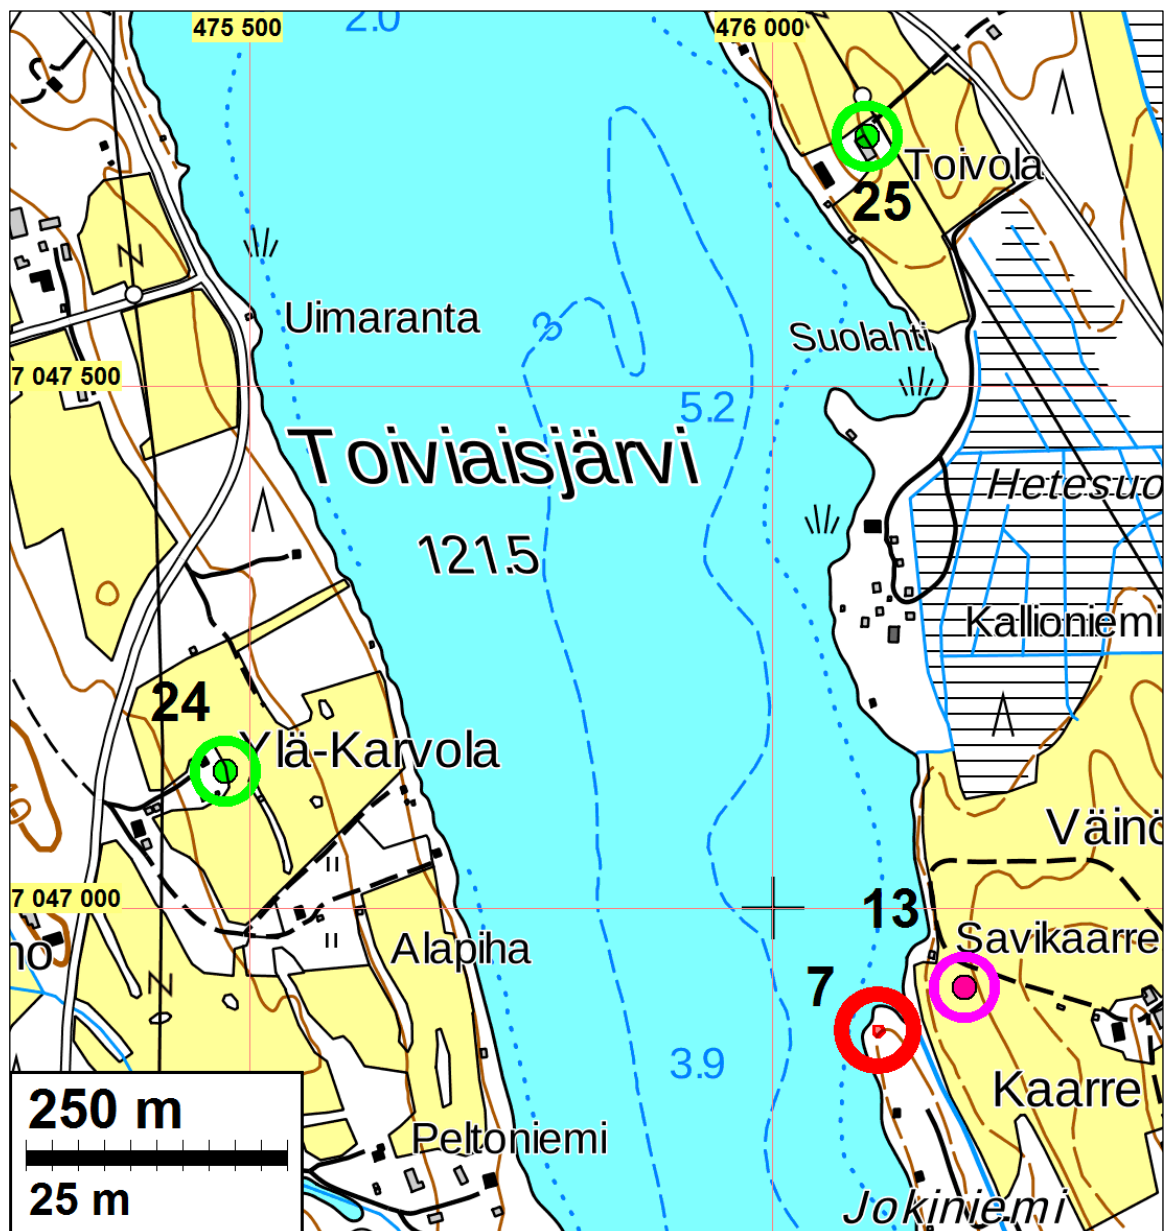 475 500
476 000
2.0
Toivola
25
Uimaranta
3
Suolahti
7 047 500
5.2
Toiviaisjärvi
Hetesuo
121.5
Kallioniemi
24
Ylä-Karvola
Väinö
7 047 000
13
Savikaarre
Alapiha
7
3.9
Kaarre
250 m
Peltoniemi
25 m
Jokiniemi